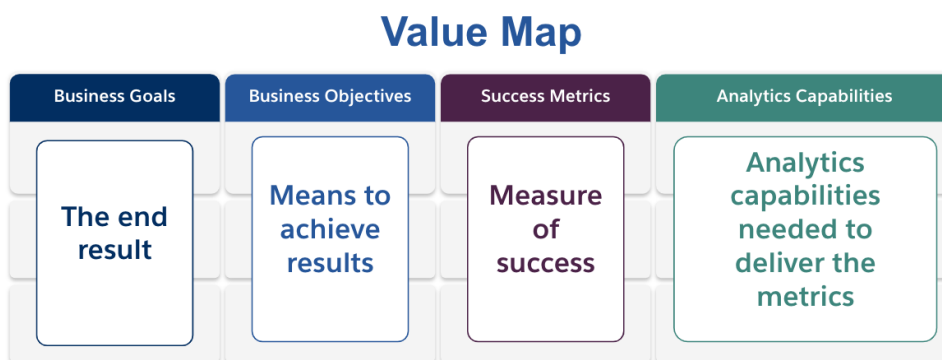 Value Map
Business Goals
Business Objectives
Success Metrics
Analytics Capabilities
The end
result
Means to
achieve
results
Measure
of
success
Analytics
capabilities
needed to
deliver the
metrics